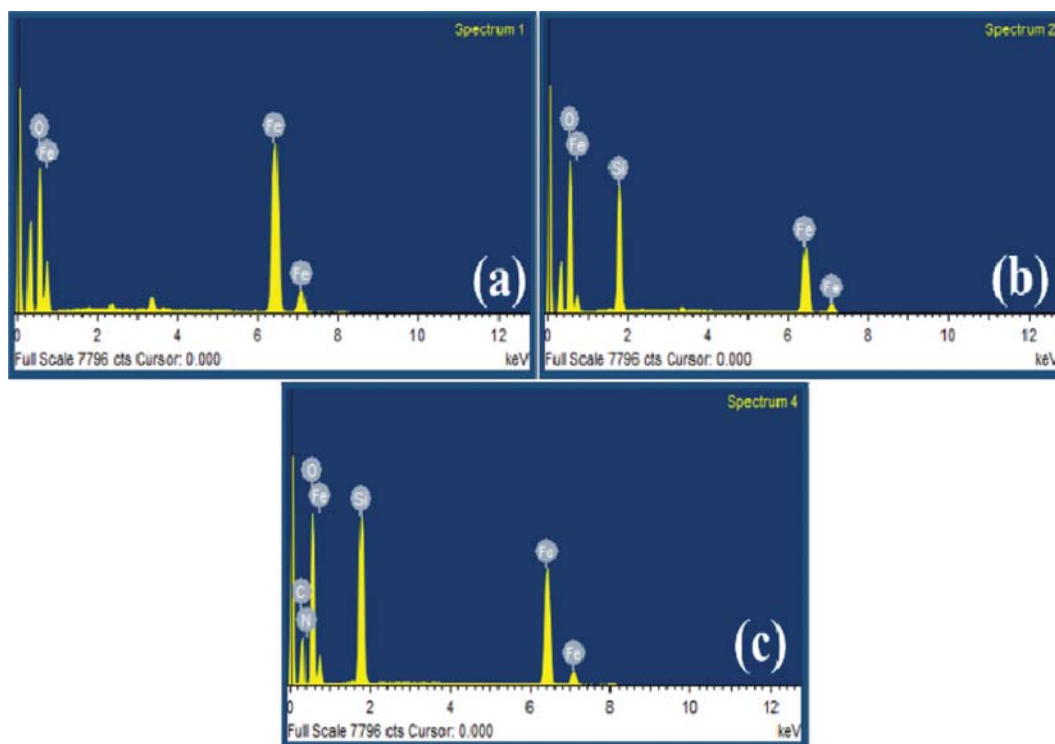 Spectrum 1
O
Fe
Fe
Fe
(a)
0 2 4 6 8 10 12
Full Scale 7796 cts Cursor: 0.000 keV
Spectrum 2
O
Fe
Si
Fe
Fe
(b)
0 2 4 6 8 10 12
Full Scale 7796 cts Cursor: 0.000 keV
Spectrum 4
O
Fe
Si
C
N
Fe
Fe
(c)
0 2 4 6 8 10 12
Full Scale 7796 cts Cursor: 0.000 keV